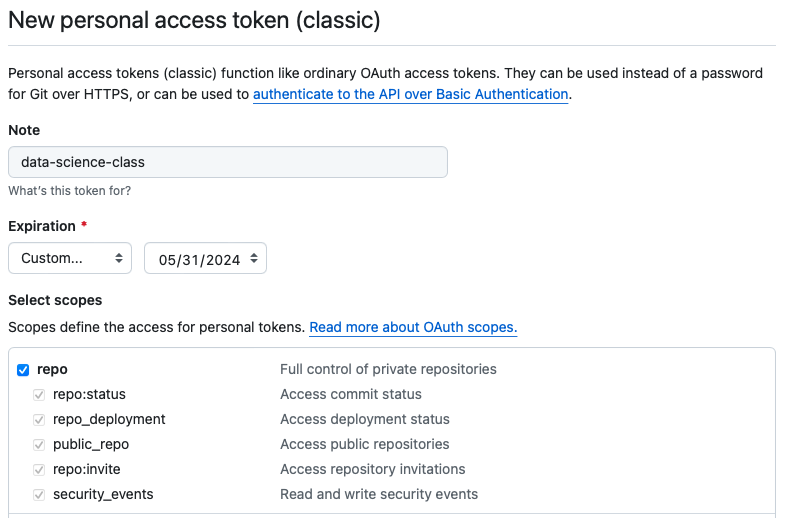 New personal access token (classic)
Personal access tokens (classic) function like ordinary OAuth access tokens. They can be used instead of a password
for Git over HTTPS, or can be used to authenticate to the API over Basic Authentication.
Note
data-science-class
What's this token for?
Expiration *
Custom... 05/31/2024
Select scopes
Scopes define the access for personal tokens. Read more about OAuth scopes.
repo Full control of private repositories
repo:status Access commit status
repo_deployment Access deployment status
public_repo Access public repositories
repo:invite Access repository invitations
security_events Read and write security events